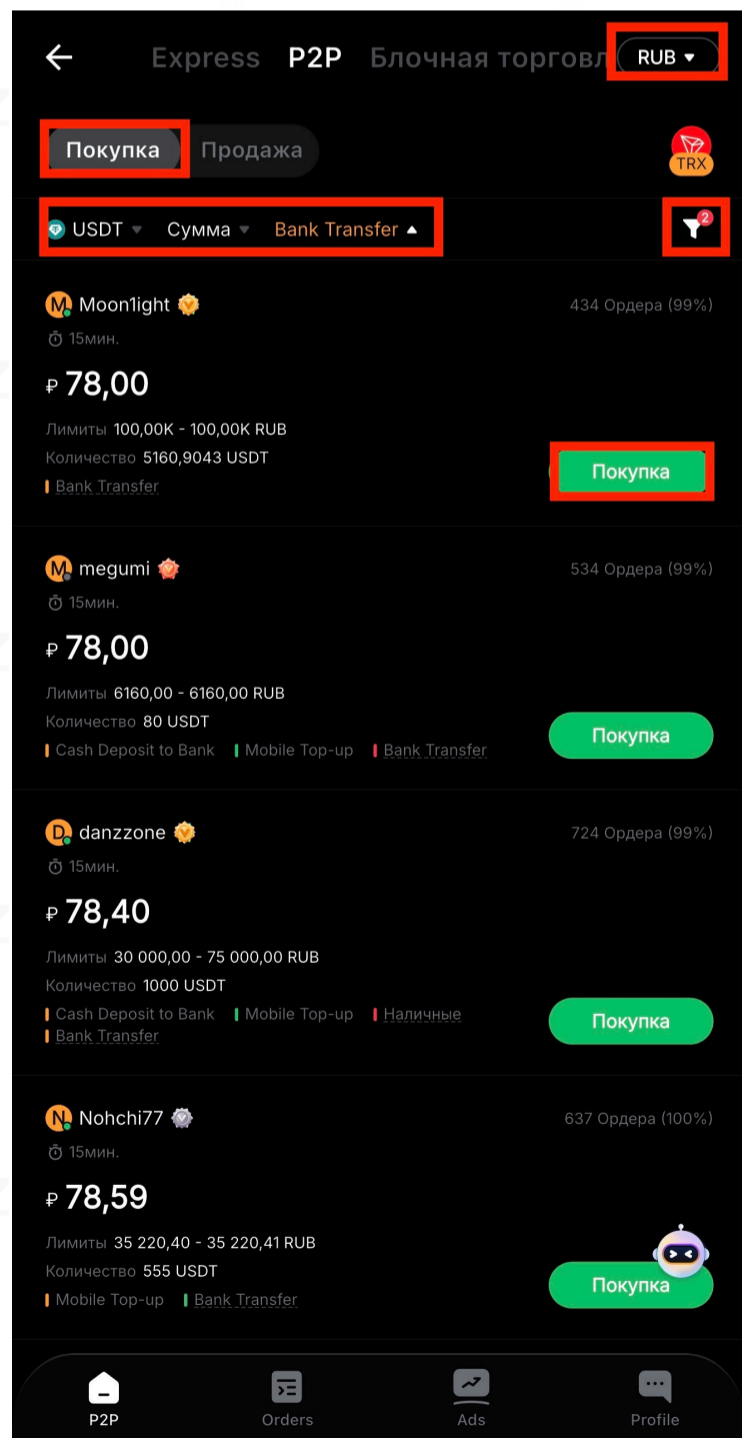 Express P2P Блочная торговл RUB
Покупка Продажа
TRX
USDT Сумма Bank Transfer
2
M Moon1ight 434 Ордера (99%)
15мин.
₽ 78,00
Лимиты 100,00K - 100,00K RUB
Количество 5160,9043 USDT
Покупка
Bank Transfer
M megumi 534 Ордера (99%)
15мин.
₽ 78,00
Лимиты 6160,00 - 6160,00 RUB
Количество 80 USDT
Покупка
Cash Deposit to Bank Mobile Top-up Bank Transfer
D danzzone 724 Ордера (99%)
15мин.
₽ 78,40
Лимиты 30 000,00 - 75 000,00 RUB
Количество 1000 USDT
Cash Deposit to Bank Mobile Top-up Наличные
Покупка
Bank Transfer
N Nohchi77 637 Ордера (100%)
15мин.
₽ 78,59
Лимиты 35 220,40 - 35 220,41 RUB
Количество 555 USDT
Покупка
Mobile Top-up Bank Transfer
P2P Orders Ads Profile